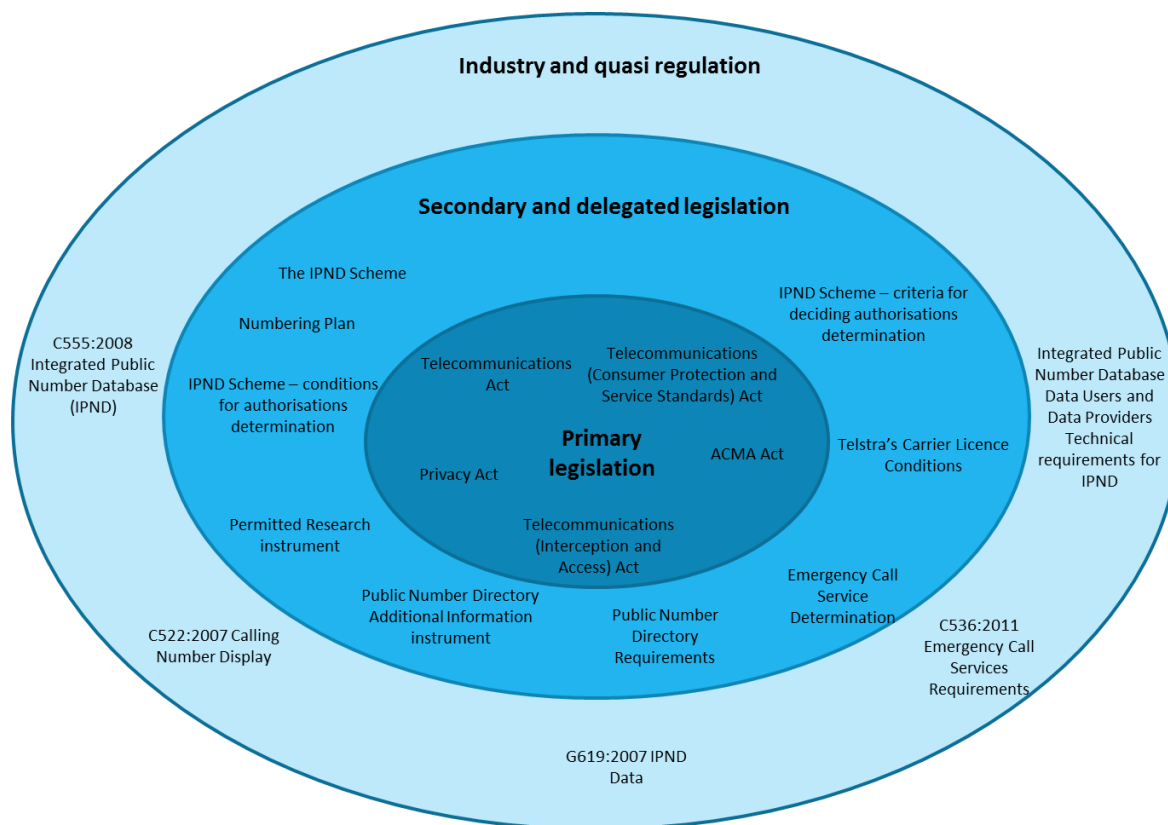 Industry and quasi regulation
Secondary and delegated legislation
The IPND Scheme
IPND Scheme – criteria for
deciding authorisations
determination
Numbering Plan
C555:2008
Integrated Public
Number Database
(IPND)
IPND Scheme – conditions
for authorisations
determination
Telecommunications
Act
Telecommunications
(Consumer Protection and
Service Standards) Act
Integrated Public
Number Database
Data Users and
Data Providers
Technical
requirements for
IPND
Primary
legislation
ACMA Act
Telstra’s Carrier Licence
Conditions
Privacy Act
Permitted Research
instrument
Telecommunications
(Interception and
Access) Act
Public Number Directory
Additional Information
instrument
Public Number
Directory
Requirements
Emergency Call
Service
Determination
C522:2007 Calling
Number Display
C536:2011
Emergency Call
Services
Requirements
G619:2007 IPND
Data